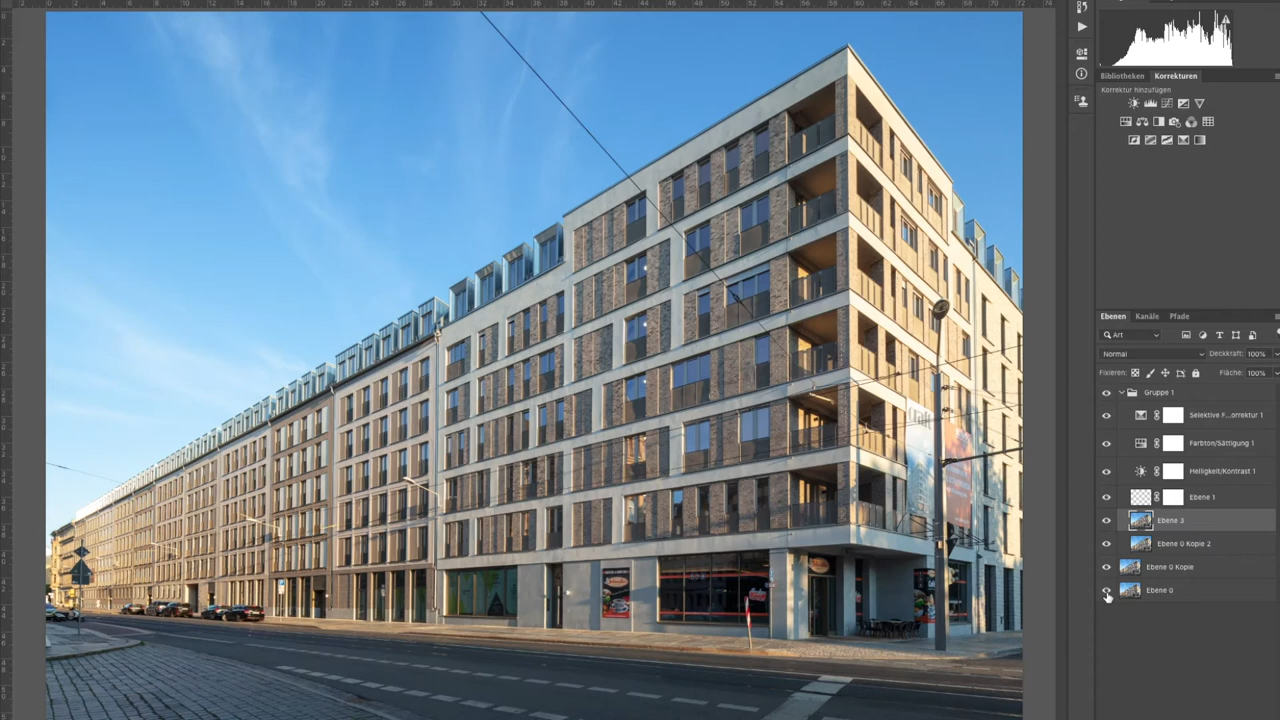 Bibliotheken Korrekturen
Korrektur hinzufügen
Ebenen Kanäle Pfade
Art
Normal Deckkraft: 100%
Fixieren: Fläche: 100%
Gruppe 1
Selektive F...orrektur 1
Farbton/Sättigung 1
Helligkeit/Kontrast 1
Ebene 1
Ebene 3
Ebene 0 Kopie 2
Ebene 0 Kopie
Ebene 0